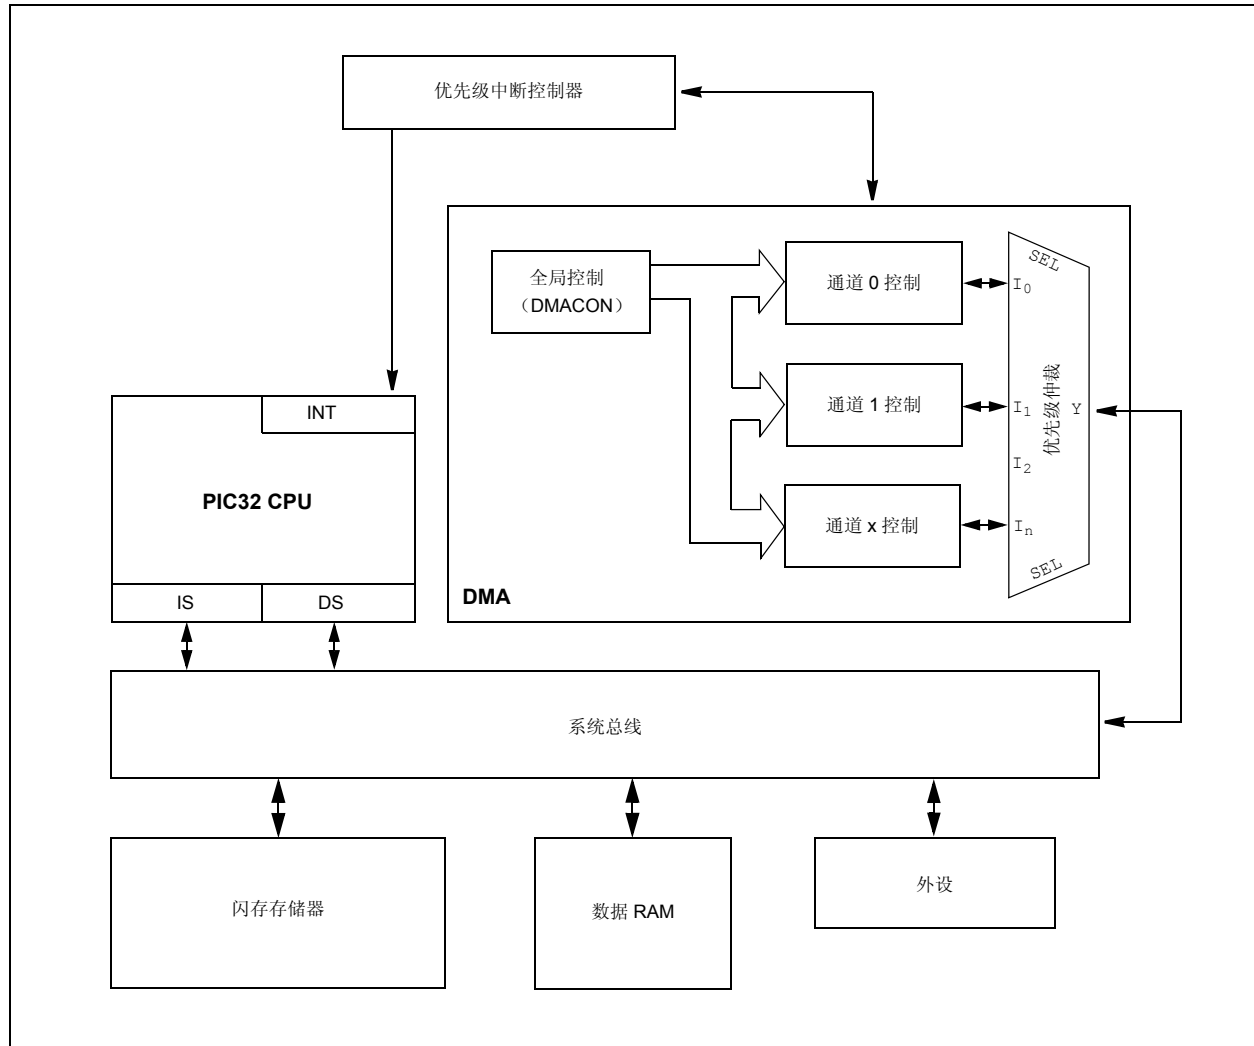 优先级中断控制器
全局控制
（DMACON）
通道 0 控制
SEL
I0
INT
通道 1 控制
I1
优先级仲裁
Y
I2
PIC32 CPU
通道 x 控制
In
SEL
IS
DS
DMA
系统总线
闪存存储器
数据 RAM
外设